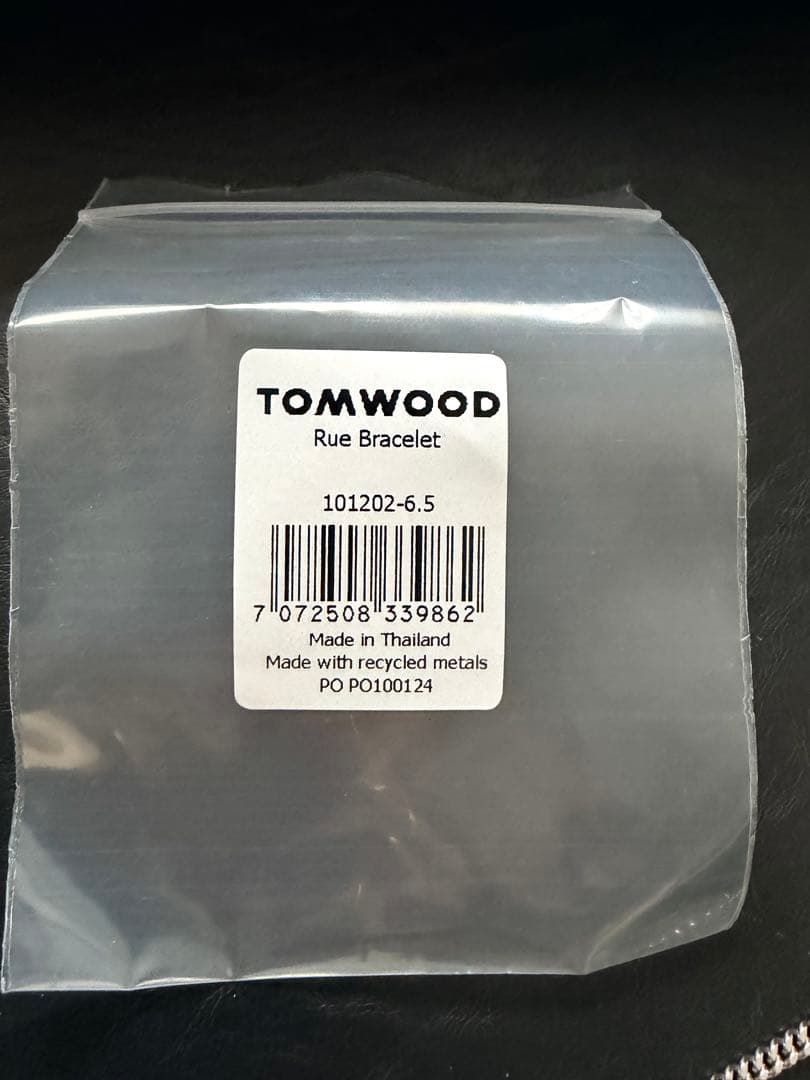 TOMWOOD
Rue Bracelet
101202-6.5
7 072508 339862
Made in Thailand
Made with recycled metals
PO PO100124